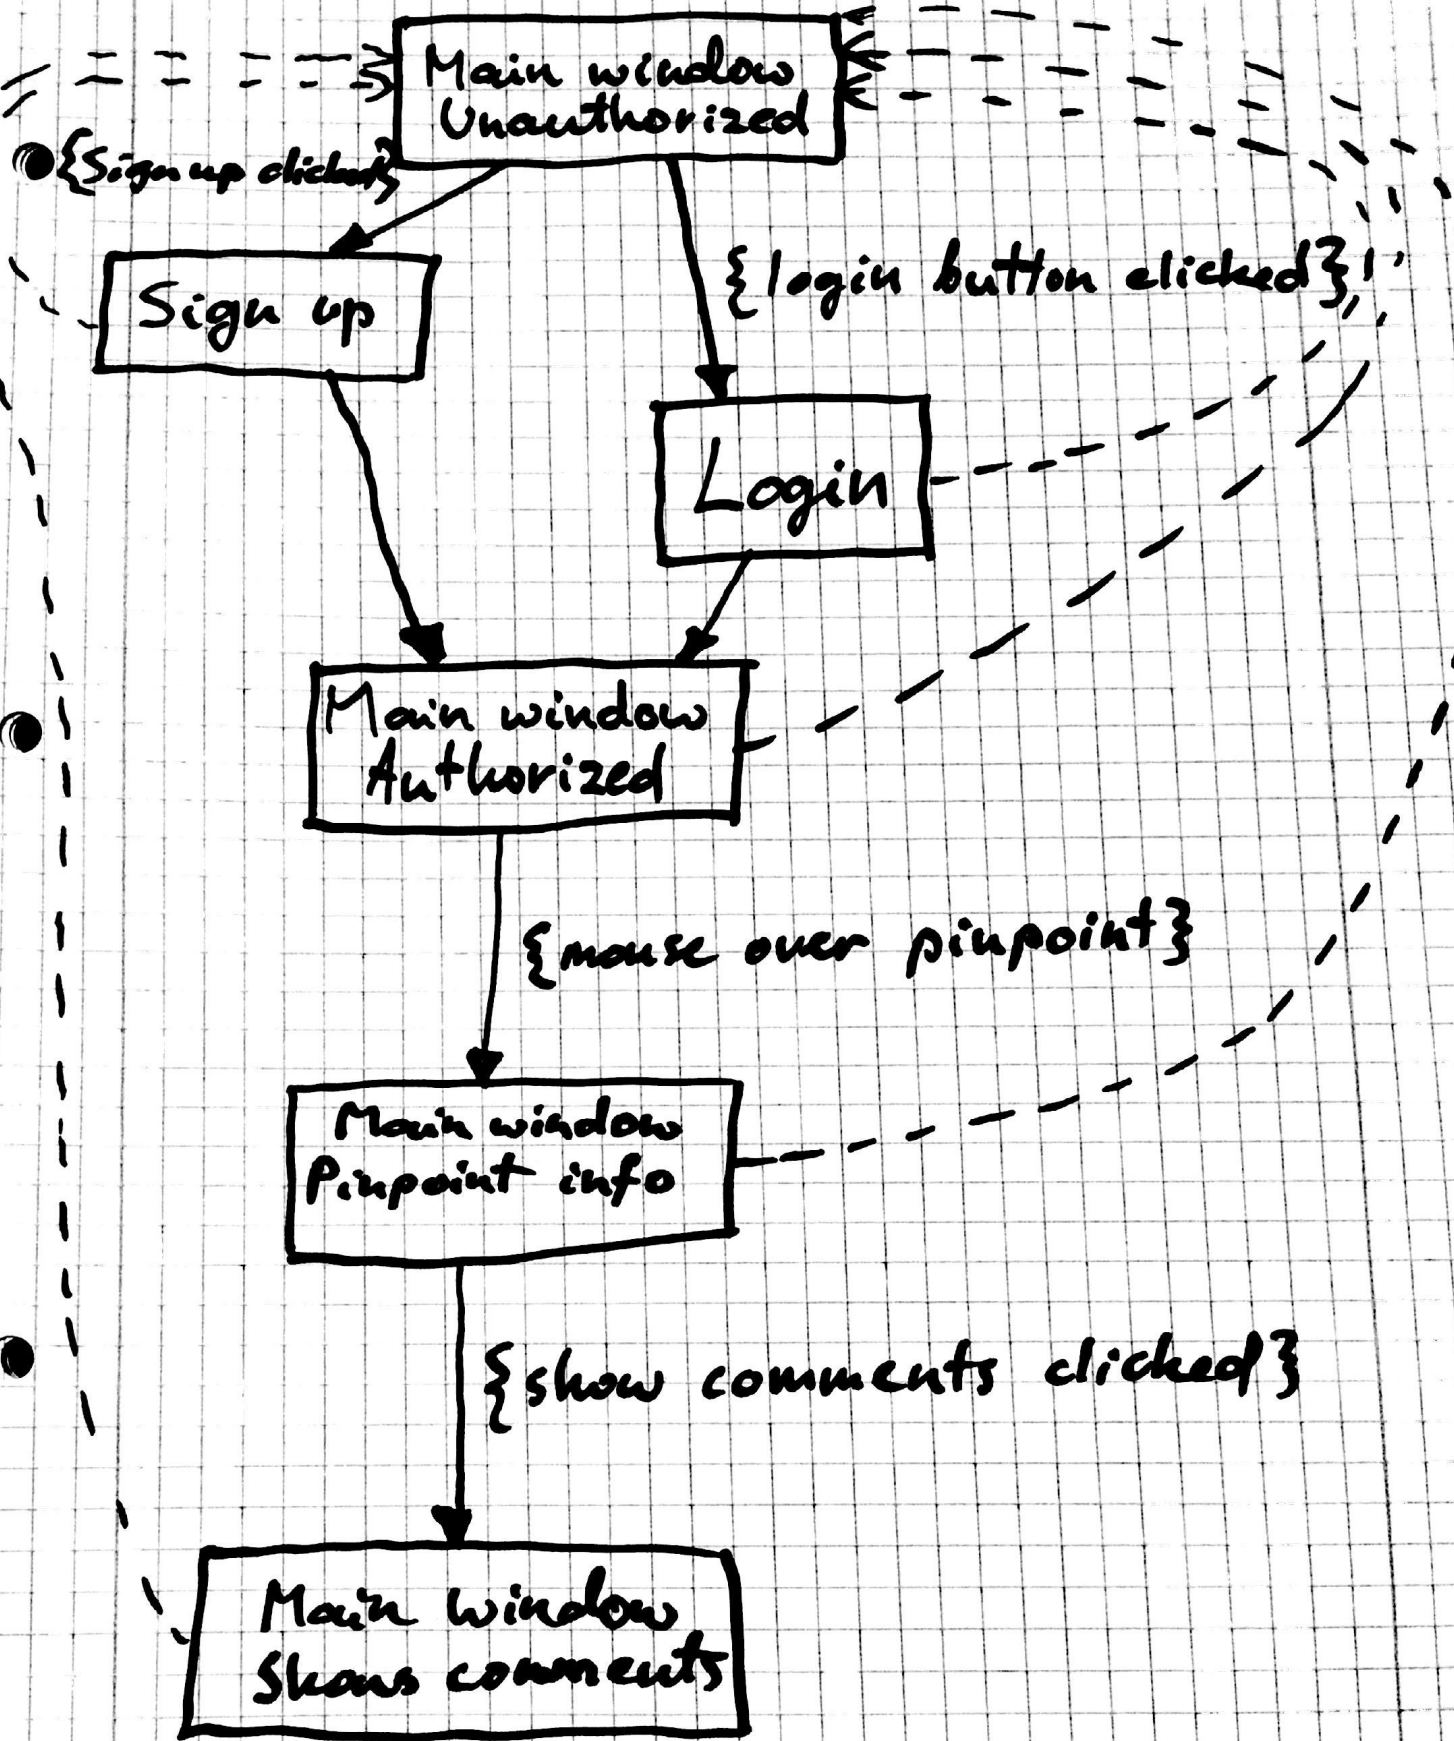 Main window
Unauthorized
{Sign up clicked}
{login button clicked}
Sign up
Login
Main window
Authorized
{mouse over pinpoint}
Main window
Pinpoint info
{show comments clicked}
Main window
Shows comments